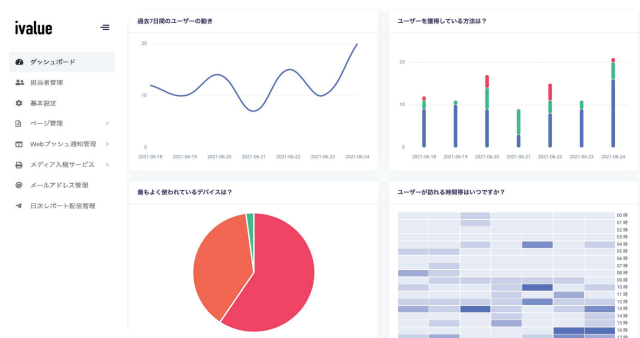 ivalue
ダッシュボード
担当者管理
基本設定
ページ管理
Webプッシュ通知管理
メディア入稿サービス
メールアドレス管理
日次レポート配信管理
過去7日間のユーザーの動き
20
10
0
2021-06-18 2021-06-19 2021-06-20 2021-06-21 2021-06-22 2021-06-23 2021-06-24
ユーザーを獲得している方法は？
20
10
0
2021-06-18 2021-06-19 2021-06-20 2021-06-21 2021-06-22 2021-06-23 2021-06-24
最もよく使われているデバイスは？
ユーザーが訪れる時間帯はいつですか？
00 時
01 時
02 時
03 時
04 時
05 時
06 時
07 時
08 時
09 時
10 時
11 時
12 時
13 時
14 時
15 時
16 時